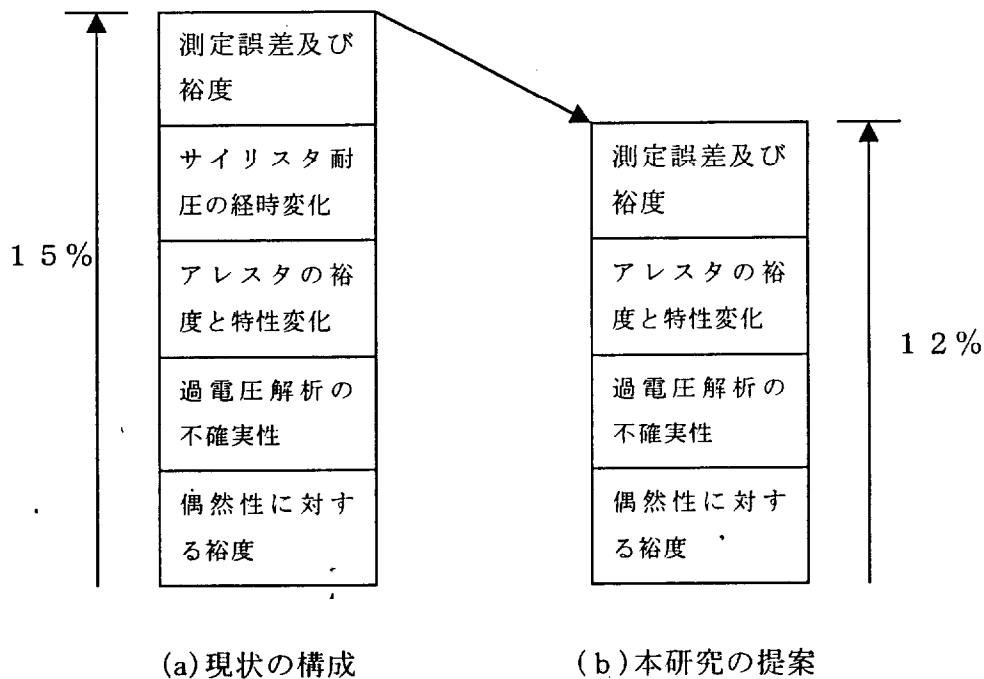 測定誤差及び
裕度
サイリスタ耐
圧の経時変化
アレスタの裕
度と特性変化
過電圧解析の
不確実性
偶然性に対す
る裕度
15%
測定誤差及び
裕度
アレスタの裕
度と特性変化
過電圧解析の
不確実性
偶然性に対す
る裕度
12%
(a)現状の構成
(b)本研究の提案